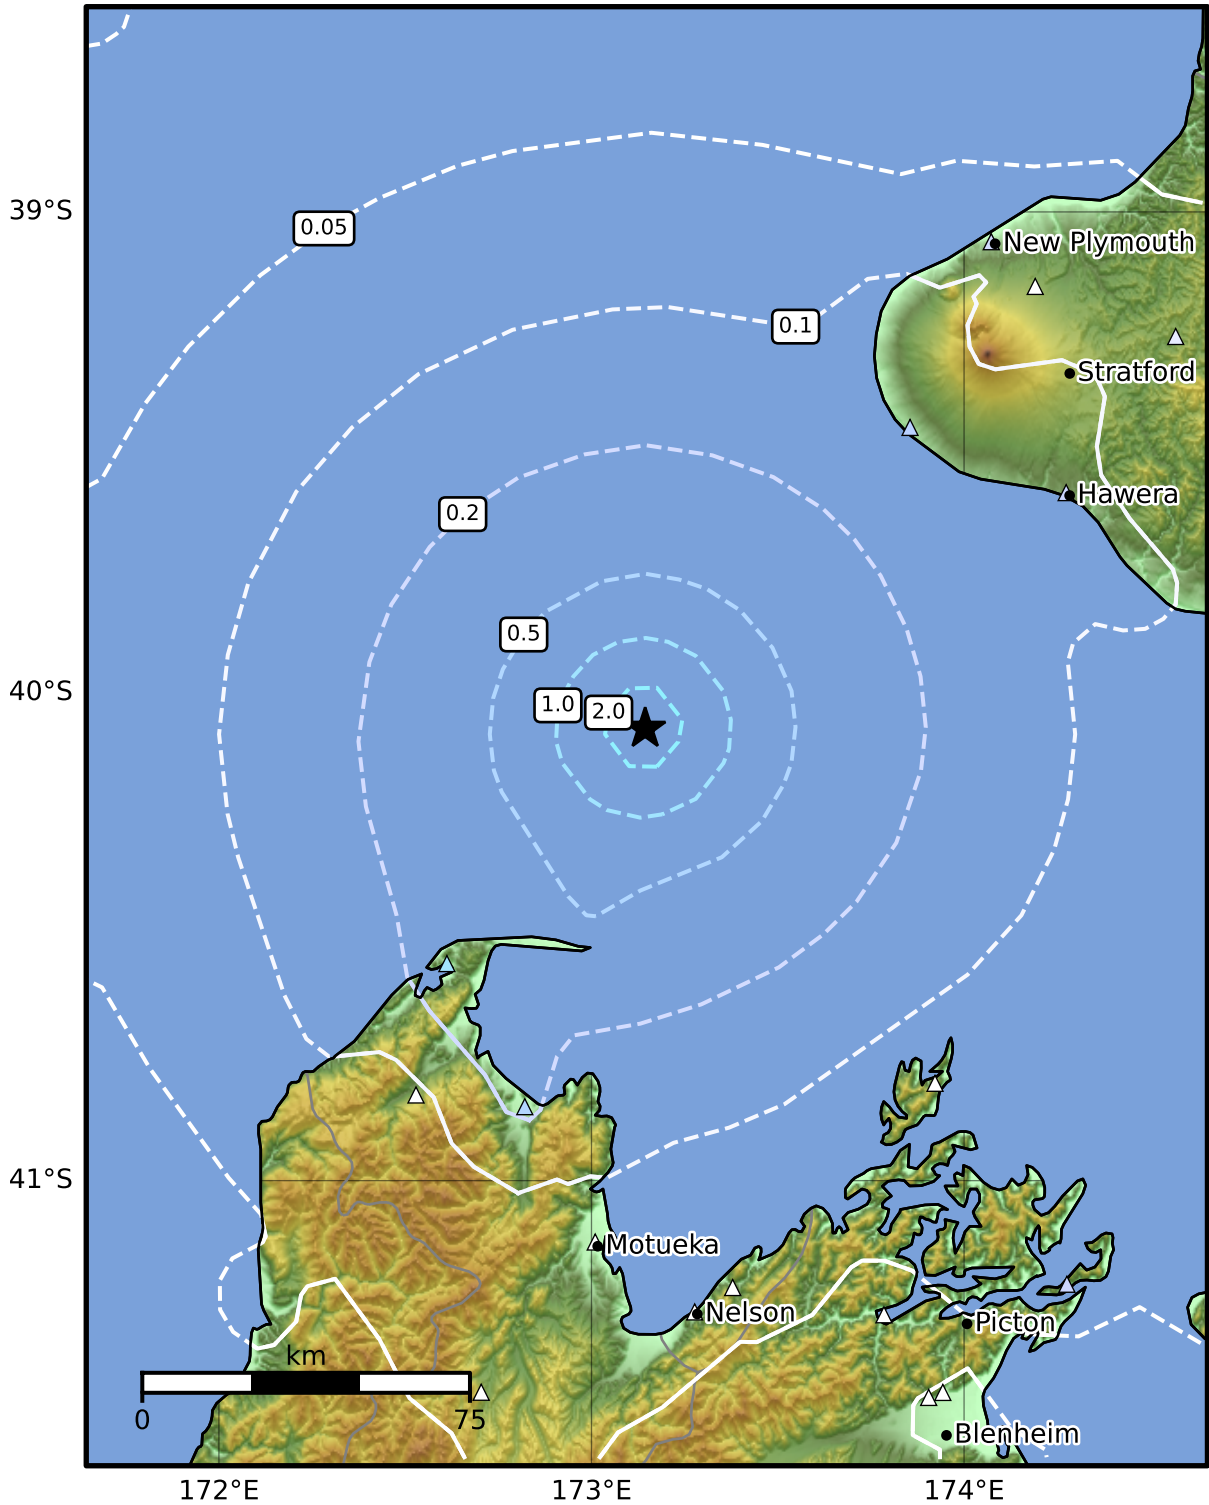 39°S
0.05
New Plymouth
0.1
Stratford
Hawera
0.2
0.5
40°S
1.0
2.0
41°S
Motueka
Nelson
Picton
km
0
75
Blenheim
172°E
173°E
174°E